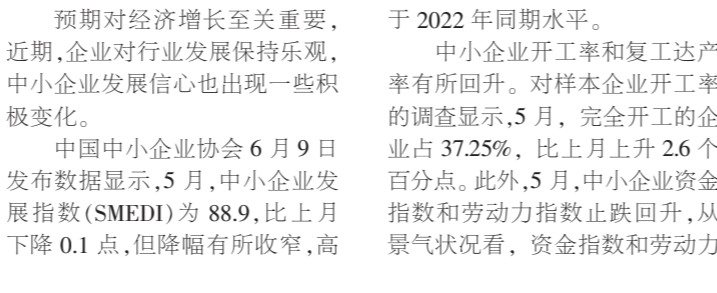 预期对经济增长至关重要，
近期,企业对行业发展保持乐观,
中小企业发展信心也出现一些积
极变化。
中国中小企业协会 6 月 9 日
发布数据显示,5 月,中小企业发
展指数(SMEDI)为 88.9,比上月
下降 0.1 点,但降幅有所收窄,高
于 2022 年同期水平。
中小企业开工率和复工达产
率有所回升。对样本企业开工率
的调查显示,5 月，完全开工的企
业占 37.25%，比上月上升 2.6 个
百分点。此外,5 月,中小企业资金
指数和劳动力指数止跌回升,从
景气状况看，资金指数和劳动力